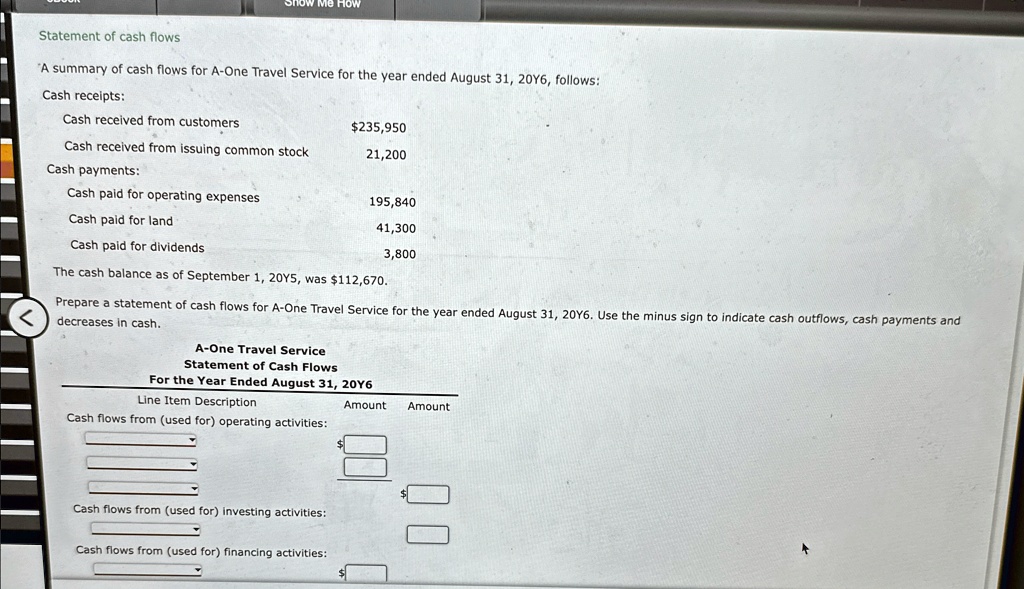 Show Me How
Statement of cash flows
A summary of cash flows for A-One Travel Service for the year ended August 31, 20Y6, follows:
Cash receipts:
Cash received from customers $235,950
Cash received from issuing common stock 21,200
Cash payments:
Cash paid for operating expenses 195,840
Cash paid for land 41,300
Cash paid for dividends 3,800
The cash balance as of September 1, 20Y5, was $112,670.
Prepare a statement of cash flows for A-One Travel Service for the year ended August 31, 20Y6. Use the minus sign to indicate cash outflows, cash payments and
decreases in cash.
A-One Travel Service
Statement of Cash Flows
For the Year Ended August 31, 20Y6
Line Item Description Amount Amount
Cash flows from (used for) operating activities:
$
$
Cash flows from (used for) investing activities:
Cash flows from (used for) financing activities:
$